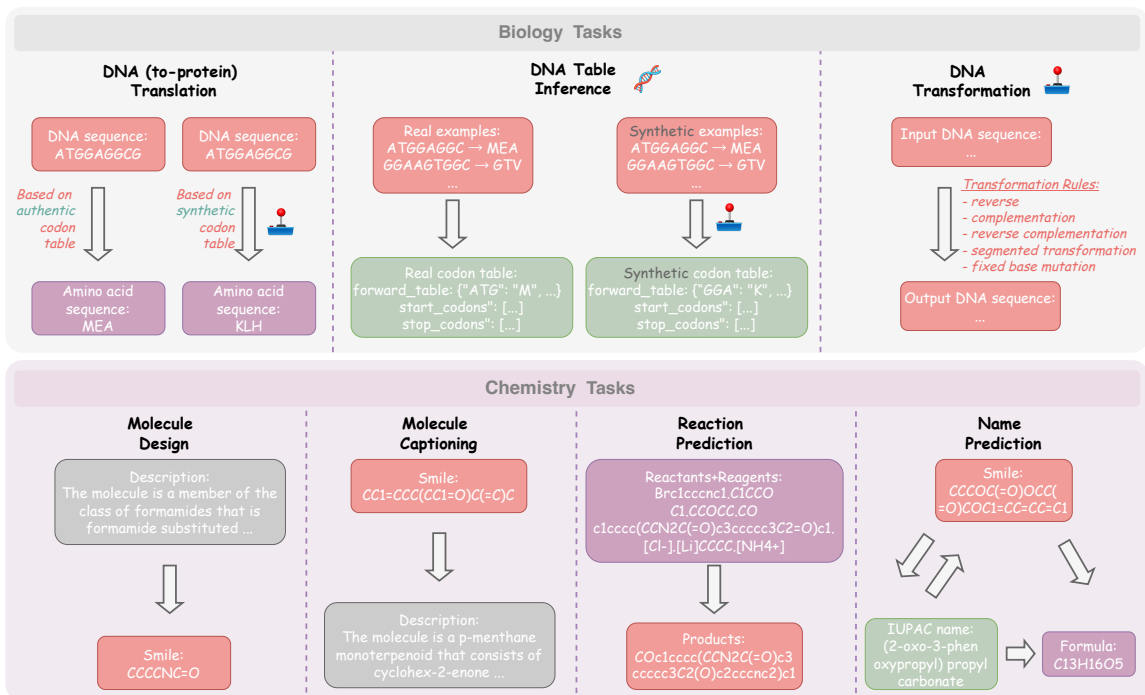 Biology Tasks
DNA (to-protein)
Translation
DNA sequence:
ATGGAGGCG
Based on
authentic
codon
table
Amino acid
sequence:
MEA
DNA sequence:
ATGGAGGCG
Based on
synthetic
codon
table
Amino acid
sequence:
KLH
DNA Table
Inference
Real examples:
ATGGAGGC → MEA
GGAAGTGGC → GTV
...
Real codon table:
forward_table: {"ATG": "M", ...}
start_codons": [...]
stop_codons": [...]
Synthetic examples:
ATGGAGGC → MEA
GGAAGTGGC → GTV
...
Synthetic codon table:
forward_table: {"GGA": "K", ...}
start_codons": [...]
stop_codons": [...]
DNA
Transformation
Input DNA sequence:
...
Transformation Rules:
- reverse
- complementation
- reverse complementation
- segmented transformation
- fixed base mutation
Output DNA sequence:
...
Chemistry Tasks
Molecule
Design
Description:
The molecule is a member of the
class of formamides that is
formamide substituted ...
Smile:
CCCCNC=O
Molecule
Captioning
Smile:
CC1=CCC(CC1=O)C(=C)C
Description:
The molecule is a p-menthane
monoterpenoid that consists of
cyclohex-2-enone ...
Reaction
Prediction
Reactants+Reagents:
Brc1cccnc1.C1CCO
C1.CCOCC.CO
c1cccc(CCN2C(=O)c3ccccc3C2=O)c1.
[Cl-].[Li]CCCC.[NH4+]
Products:
COc1cccc(CCN2C(=O)c3
ccccc3C2(O)c2cccnc2)c1
Name
Prediction
Smile:
CCCOC(=O)OCC(
=O)COC1=CC=CC=C1
IUPAC name:
(2-oxo-3-phen
oxypropyl) propyl
carbonate
Formula:
C13H16O5